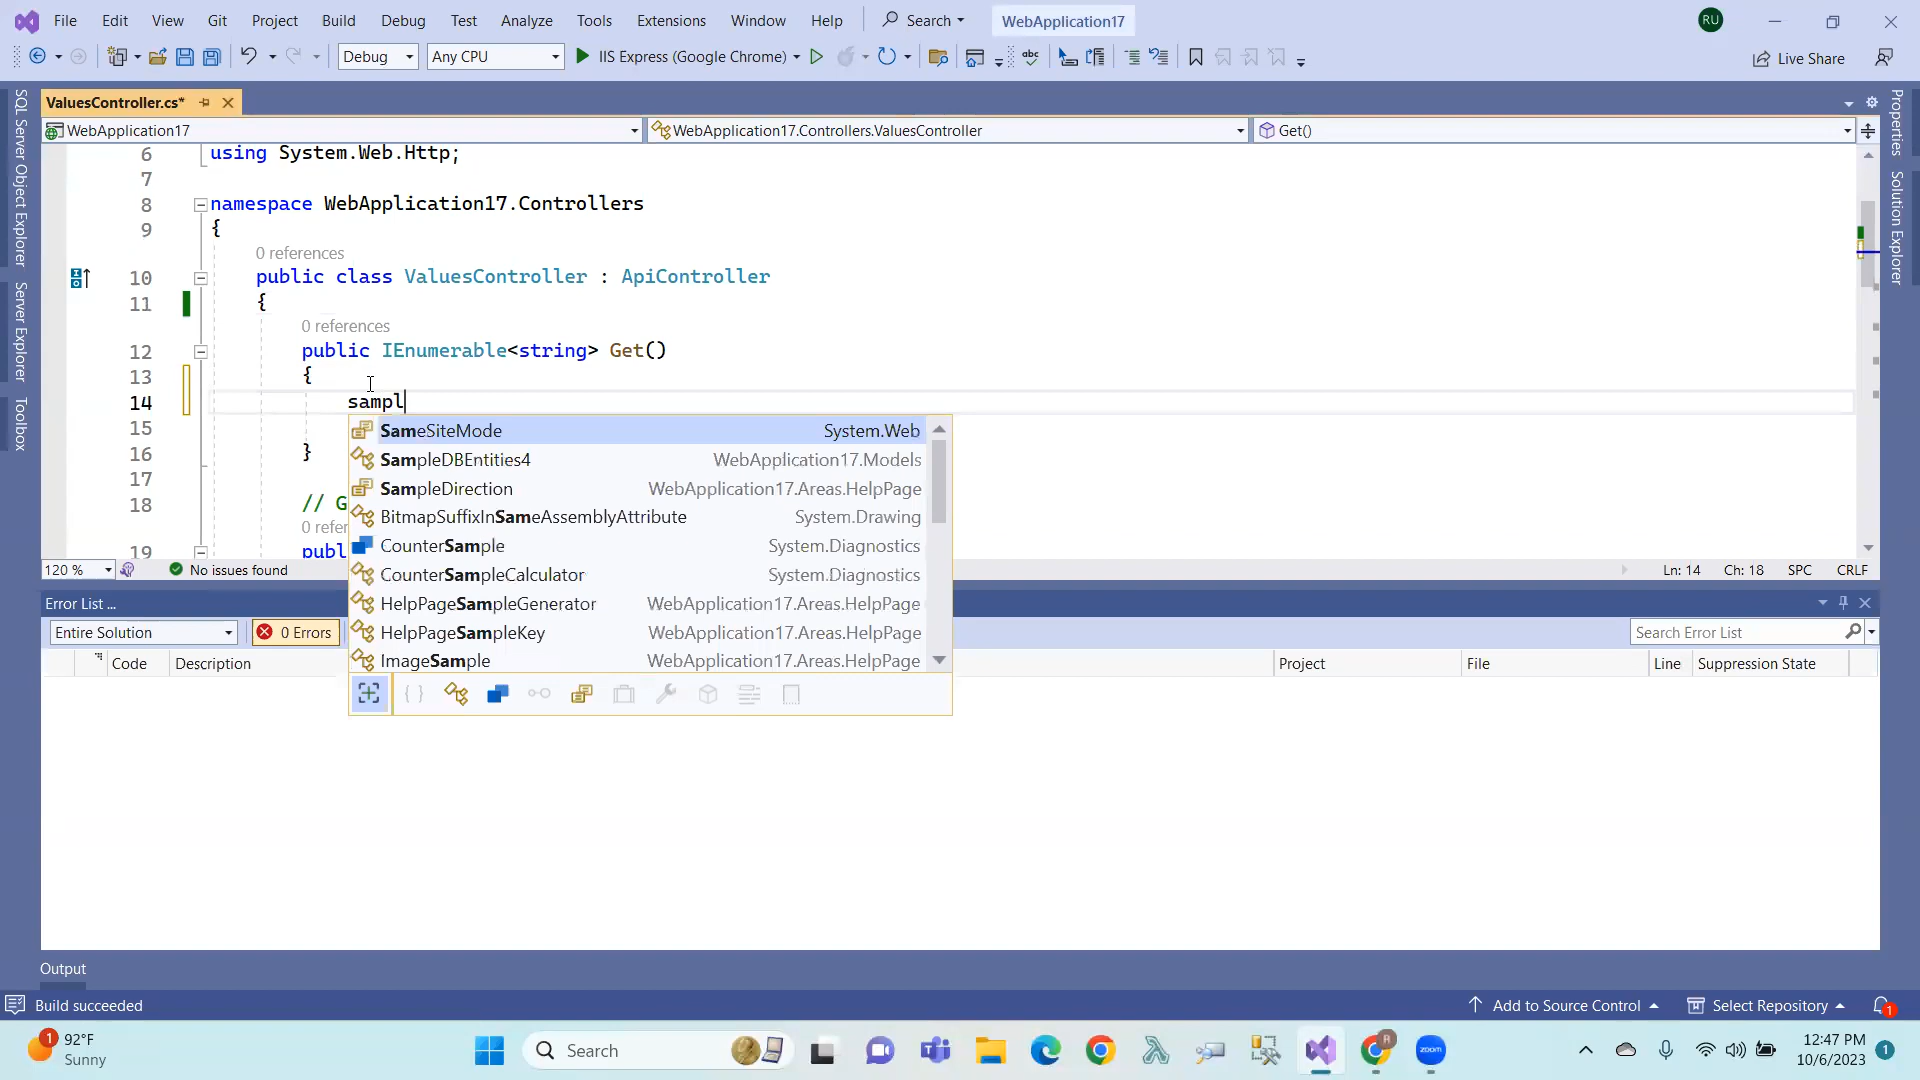 File Edit View Git Project Build Debug Test Analyze Tools Extensions Window Help Search WebApplication17 RU
Debug Any CPU IIS Express (Google Chrome) Live Share
SQL Server Object Explorer
Server Explorer
Toolbox
Properties
Solution Explorer
ValuesController.cs*
WebApplication17 WebApplication17.Controllers.ValuesController Get()
6 using System.Web.Http;
7
8 namespace WebApplication17.Controllers
9 {
0 references
10 public class ValuesController : ApiController
11 {
0 references
12 public IEnumerable<string> Get()
13 {
14 sampl
15
16 }
17
18 // G
0 refer
19 publ
SameSiteMode System.Web
SampleDBEntities4 WebApplication17.Models
SampleDirection WebApplication17.Areas.HelpPage
BitmapSuffixInSameAssemblyAttribute System.Drawing
CounterSample System.Diagnostics
CounterSampleCalculator System.Diagnostics
HelpPageSampleGenerator WebApplication17.Areas.HelpPage
HelpPageSampleKey WebApplication17.Areas.HelpPage
ImageSample WebApplication17.Areas.HelpPage
120 % No issues found Ln: 14 Ch: 18 SPC CRLF
Error List ...
Entire Solution 0 Errors Search Error List
Code Description Project File Line Suppression State
Output
Build succeeded Add to Source Control Select Repository 1
1 92°F
Sunny
Search
zoom
R
12:47 PM
10/6/2023
1